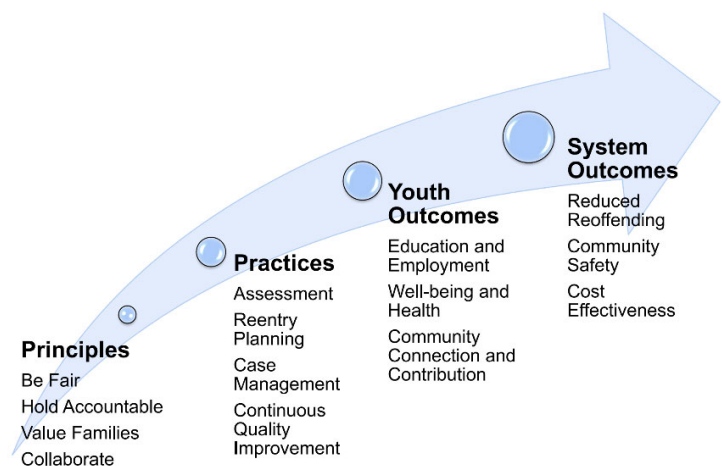 Principles
Be Fair
Hold Accountable
Value Families
Collaborate
Practices
Assessment
Reentry
Planning
Case
Management
Continuous
Quality
Improvement
Youth
Outcomes
Education and
Employment
Well-being and
Health
Community
Connection and
Contribution
System
Outcomes
Reduced
Reoffending
Community
Safety
Cost
Effectiveness